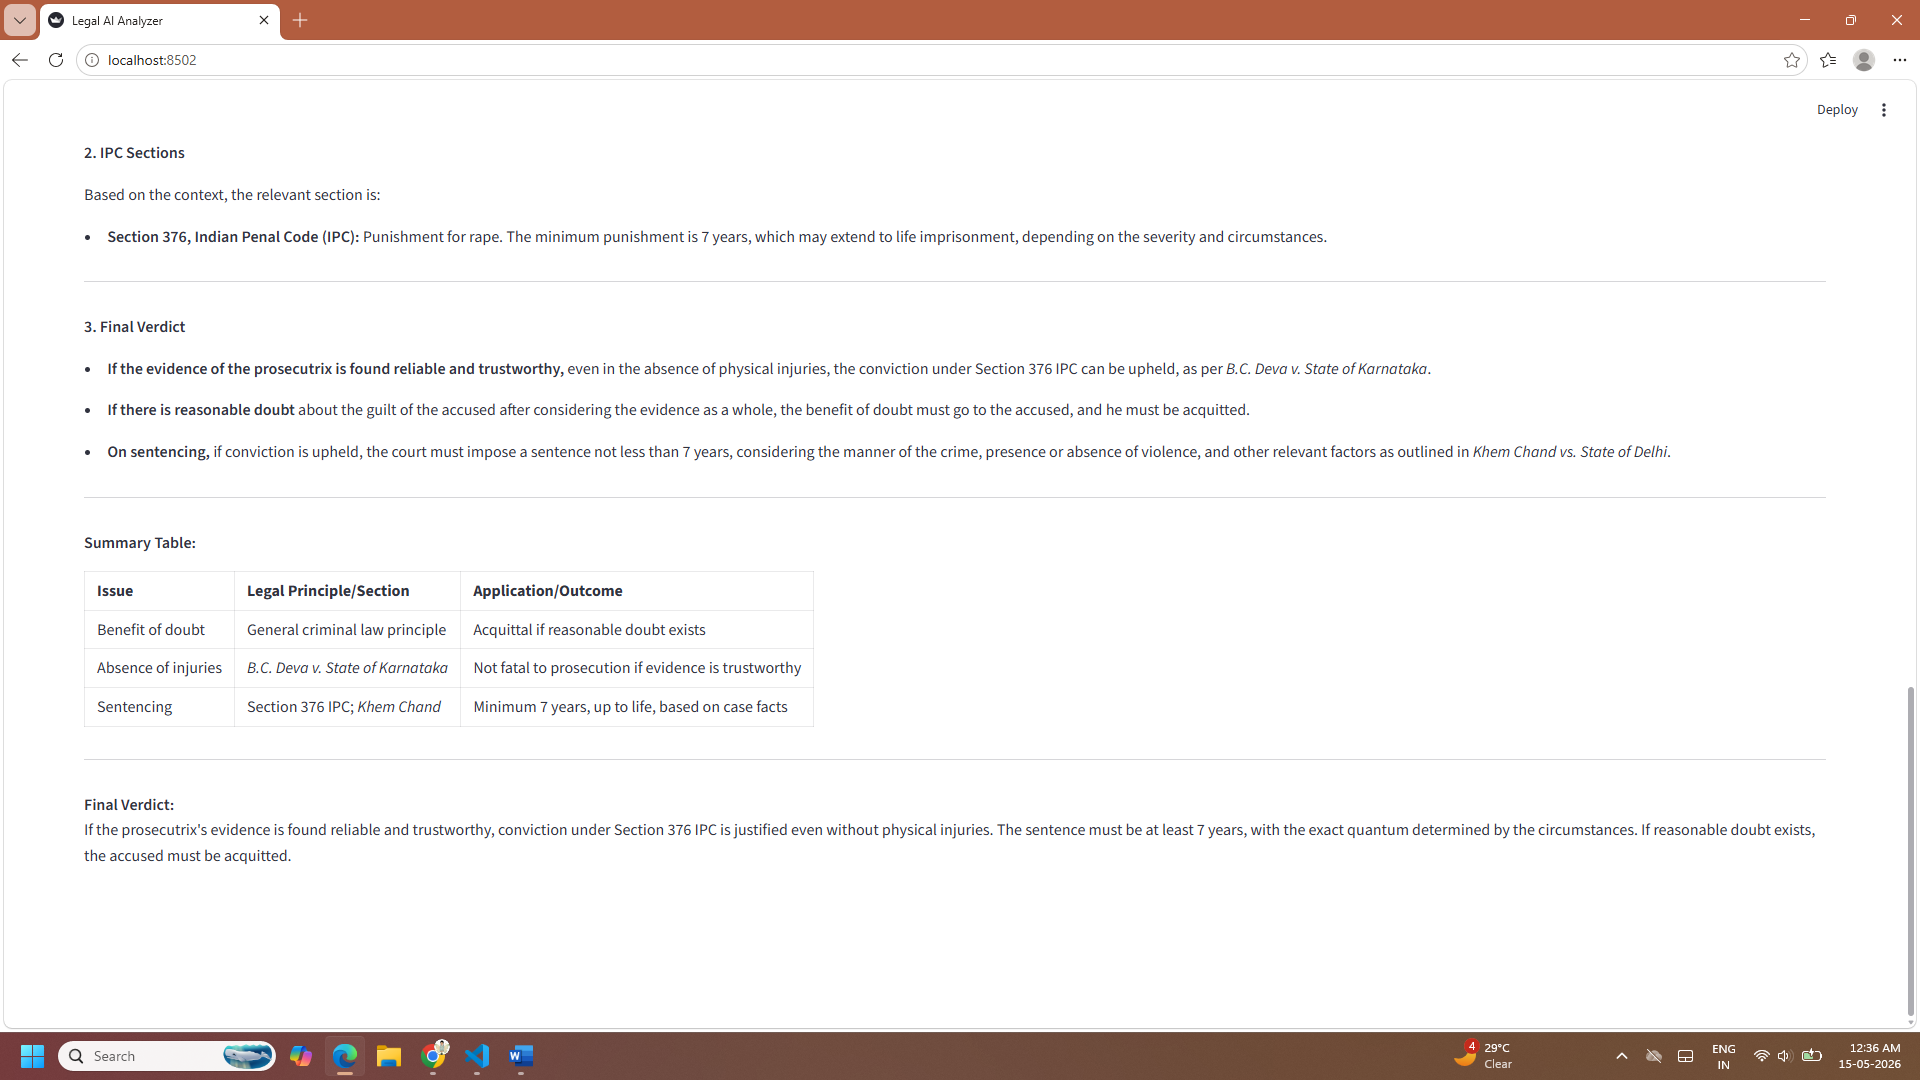 Legal AI Analyzer
localhost:8502
Deploy
2. IPC Sections
Based on the context, the relevant section is:
• Section 376, Indian Penal Code (IPC): Punishment for rape. The minimum punishment is 7 years, which may extend to life imprisonment, depending on the severity and circumstances.
3. Final Verdict
• If the evidence of the prosecutrix is found reliable and trustworthy, even in the absence of physical injuries, the conviction under Section 376 IPC can be upheld, as per B.C. Deva v. State of Karnataka.
• If there is reasonable doubt about the guilt of the accused after considering the evidence as a whole, the benefit of doubt must go to the accused, and he must be acquitted.
• On sentencing, if conviction is upheld, the court must impose a sentence not less than 7 years, considering the manner of the crime, presence or absence of violence, and other relevant factors as outlined in Khem Chand vs. State of Delhi.
Summary Table:
Issue Legal Principle/Section Application/Outcome
Benefit of doubt General criminal law principle Acquittal if reasonable doubt exists
Absence of injuries B.C. Deva v. State of Karnataka Not fatal to prosecution if evidence is trustworthy
Sentencing Section 376 IPC; Khem Chand Minimum 7 years, up to life, based on case facts
Final Verdict:
If the prosecutrix's evidence is found reliable and trustworthy, conviction under Section 376 IPC is justified even without physical injuries. The sentence must be at least 7 years, with the exact quantum determined by the circumstances. If reasonable doubt exists,
the accused must be acquitted.
Search
4
29°C
Clear
ENG
IN
12:36 AM
15-05-2026